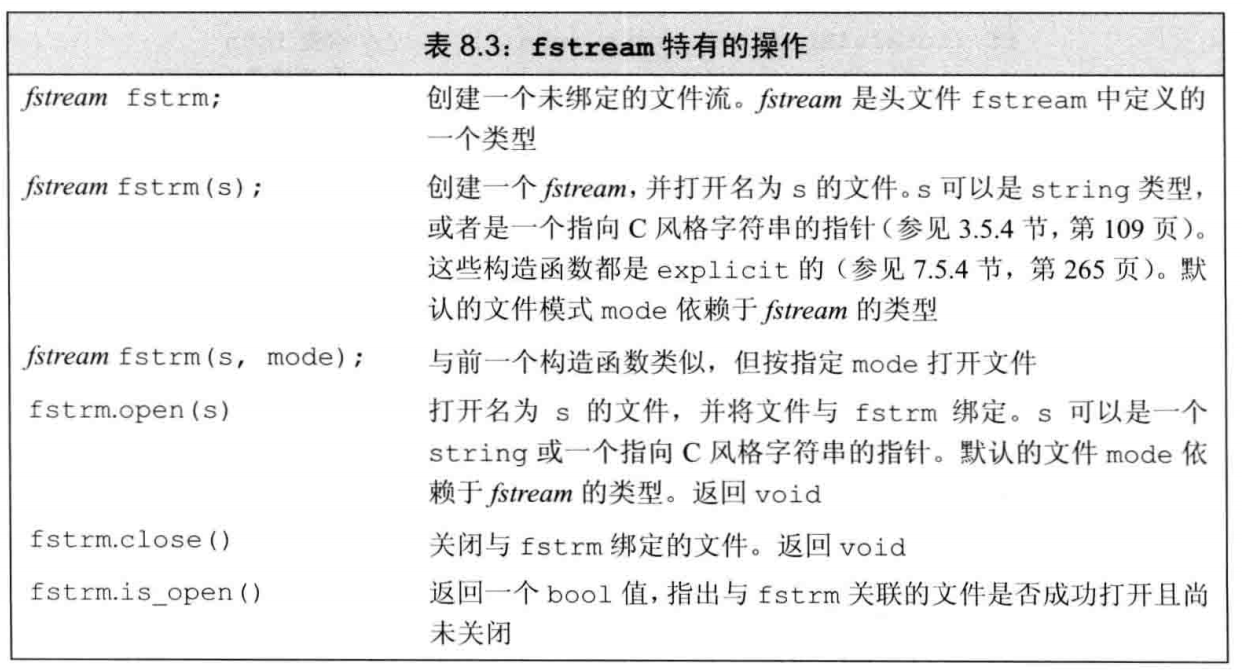 表 8.3：fstream 特有的操作
fstream fstrm; 创建一个未绑定的文件流。fstream 是头文件 fstream 中定义的
一个类型
fstream fstrm(s); 创建一个 fstream，并打开名为 s 的文件。s 可以是 string 类型，
或者是一个指向 C 风格字符串的指针（参见 3.5.4 节，第 109 页）。
这些构造函数都是 explicit 的（参见 7.5.4 节，第 265 页）。默
认的文件模式 mode 依赖于 fstream 的类型
fstream fstrm(s, mode); 与前一个构造函数类似，但按指定 mode 打开文件
fstrm.open(s) 打开名为 s 的文件，并将文件与 fstrm 绑定。s 可以是一个
string 或一个指向 C 风格字符串的指针。默认的文件 mode 依
赖于 fstream 的类型。返回 void
fstrm.close() 关闭与 fstrm 绑定的文件。返回 void
fstrm.is_open() 返回一个 bool 值，指出与 fstrm 关联的文件是否成功打开且尚
未关闭